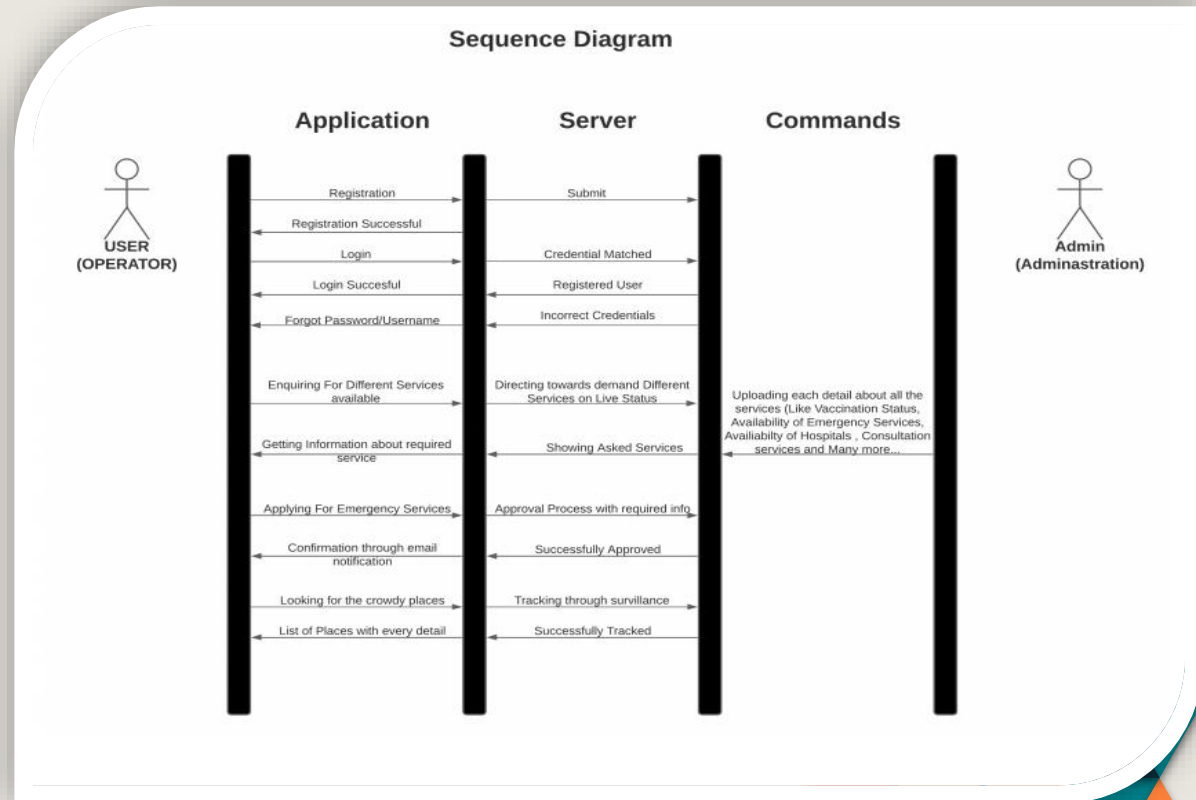 Sequence Diagram
Application
Server
Commands
USER
(OPERATOR)
Admin
(Adminastration)
Registration
Submit
Registration Successful
Login
Credential Matched
Login Succesful
Registered User
Forgot Password/Username
Incorrect Credentials
Enquiring For Different Services
available
Directing towards demand Different
Services on Live Status
Uploading each detail about all the
services (Like Vaccination Status,
Availability of Emergency Services,
Availiabilty of Hospitals , Consultation
services and Many more...
Getting Information about required
service
Showing Asked Services
Applying For Emergency Services
Approval Process with required info
Confirmation through email
notification
Successfully Approved
Looking for the crowdy places
Tracking through survillance
List of Places with every detail
Successfully Tracked